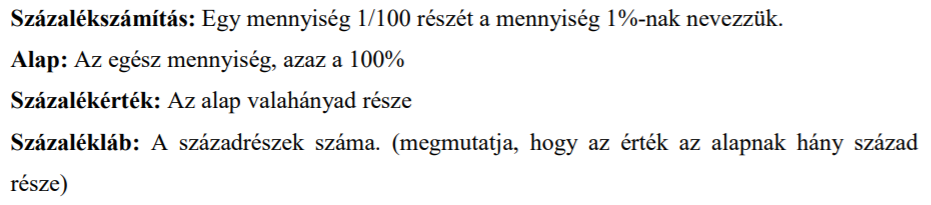 Százalékszámítás: Egy mennyiség 1/100 részét a mennyiség 1%-nak nevezzük.
Alap: Az egész mennyiség, azaz a 100%
Százalékérték: Az alap valahányad része
Százalékláb: A századrészek száma. (megmutatja, hogy az érték az alapnak hány század
része)